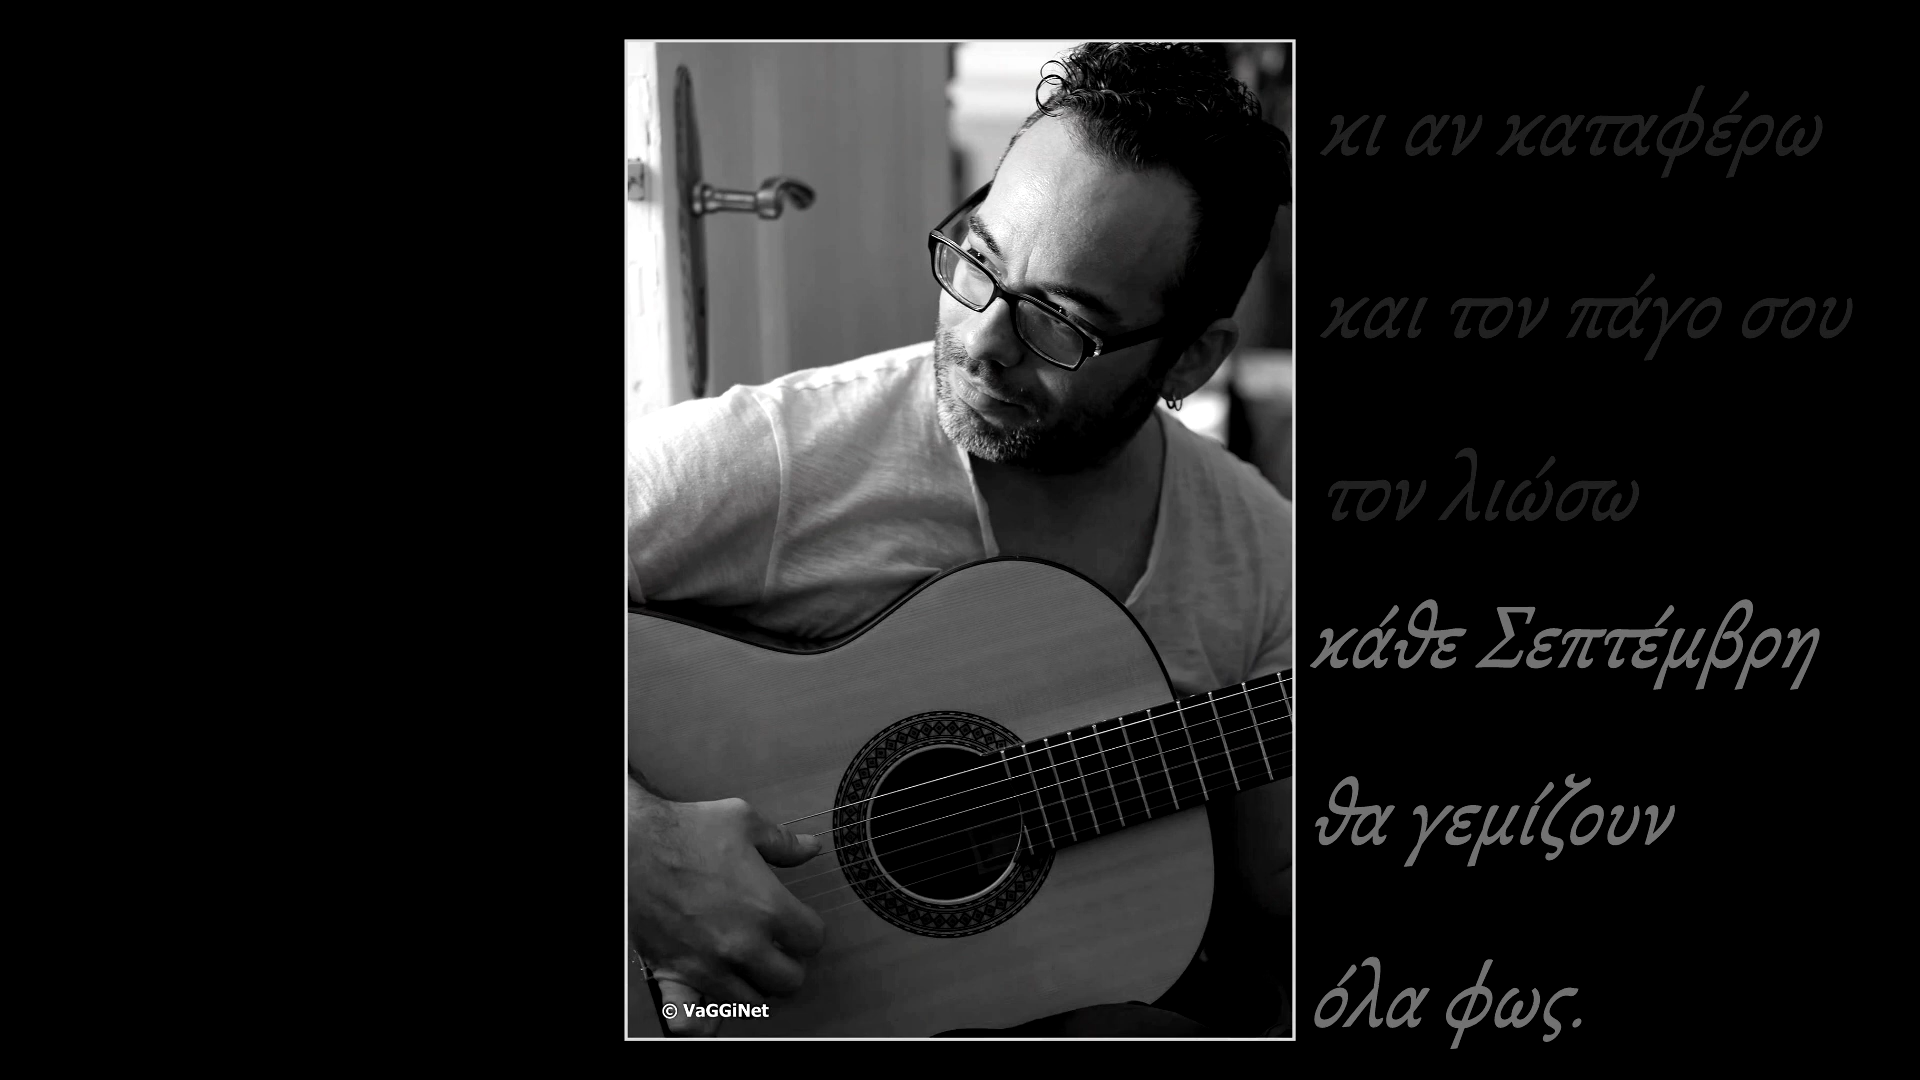 κι αν καταφέρω
και τον πάγο σου
τον λιώσω
κάθε Σεπτέμβρη
θα γεμίζουν
όλα φως.
© VaGGiNet